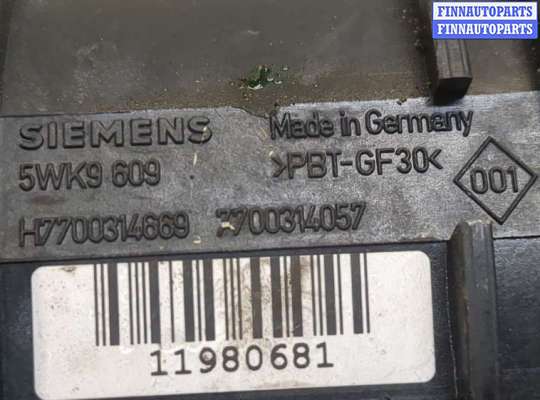 FINNAUTOPARTS
FINNAUTOPARTS
SIEMENS Made in Germany
5WK9 609 >PBT-GF30< 001
H7700314669 7700314057
11980681